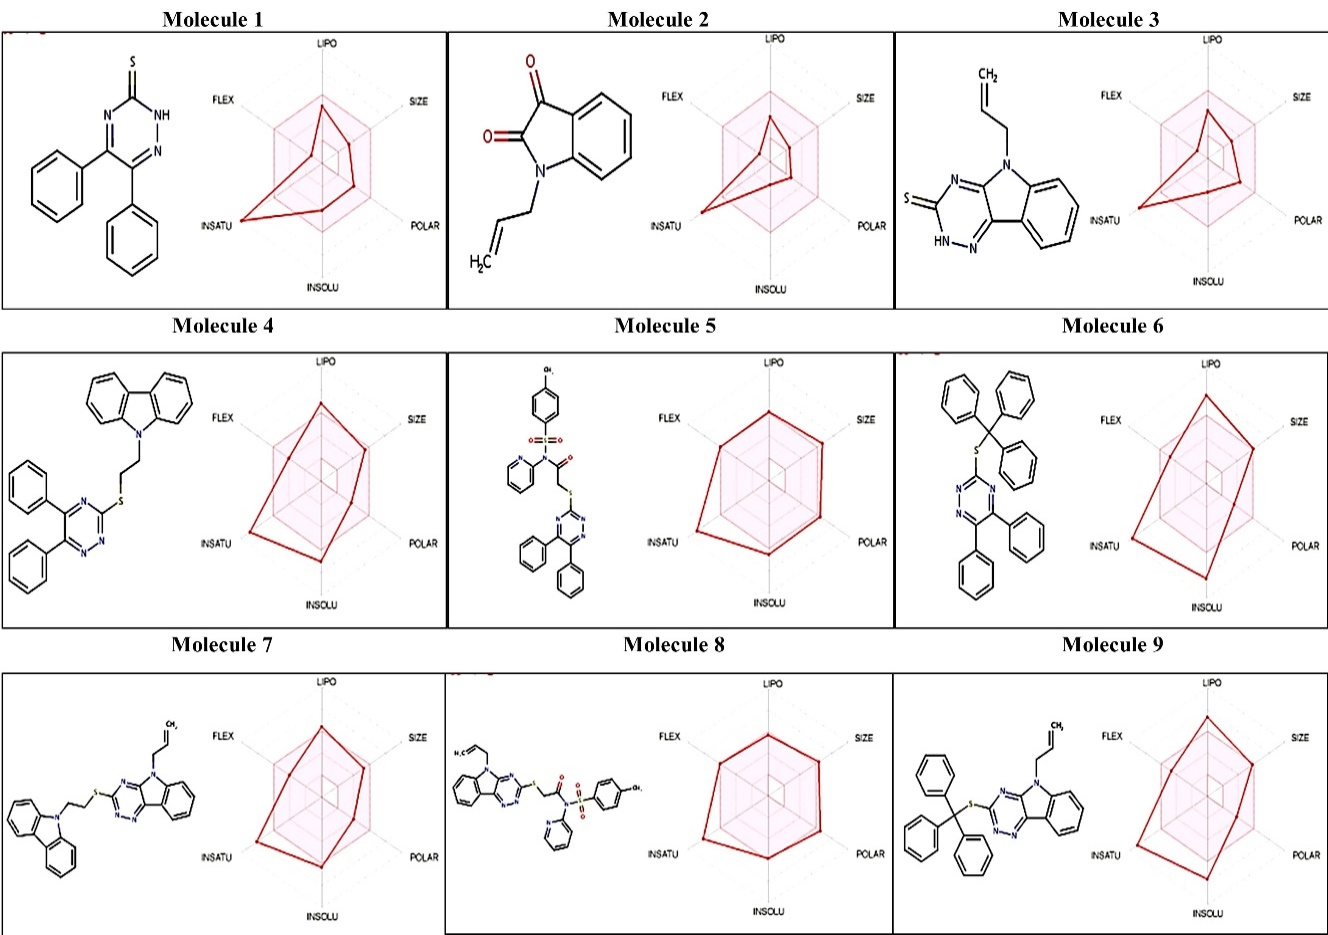 Molecule 1
Molecule 2
Molecule 3
LIPO
SIZE
POLAR
INSOLU
INSATU
FLEX
S
N
NH
N
LIPO
SIZE
POLAR
INSOLU
INSATU
FLEX
O
O
N
H₂C
LIPO
SIZE
POLAR
INSOLU
INSATU
FLEX
CH₂
N
N
S
HN
N
Molecule 4
Molecule 5
Molecule 6
LIPO
SIZE
POLAR
INSOLU
INSATU
FLEX
N
S
N
N
N
LIPO
SIZE
POLAR
INSOLU
INSATU
FLEX
O
S
O
N
N
O
S
N
N
N
LIPO
SIZE
POLAR
INSOLU
INSATU
FLEX
S
N
N
N
Molecule 7
Molecule 8
Molecule 9
LIPO
SIZE
POLAR
INSOLU
INSATU
FLEX
CH₂
N
N
S
N
N
N
LIPO
SIZE
POLAR
INSOLU
INSATU
FLEX
N
N
S
N
N
O
O
N
S
O
N
LIPO
SIZE
POLAR
INSOLU
INSATU
FLEX
CH₂
N
N
S
N
N